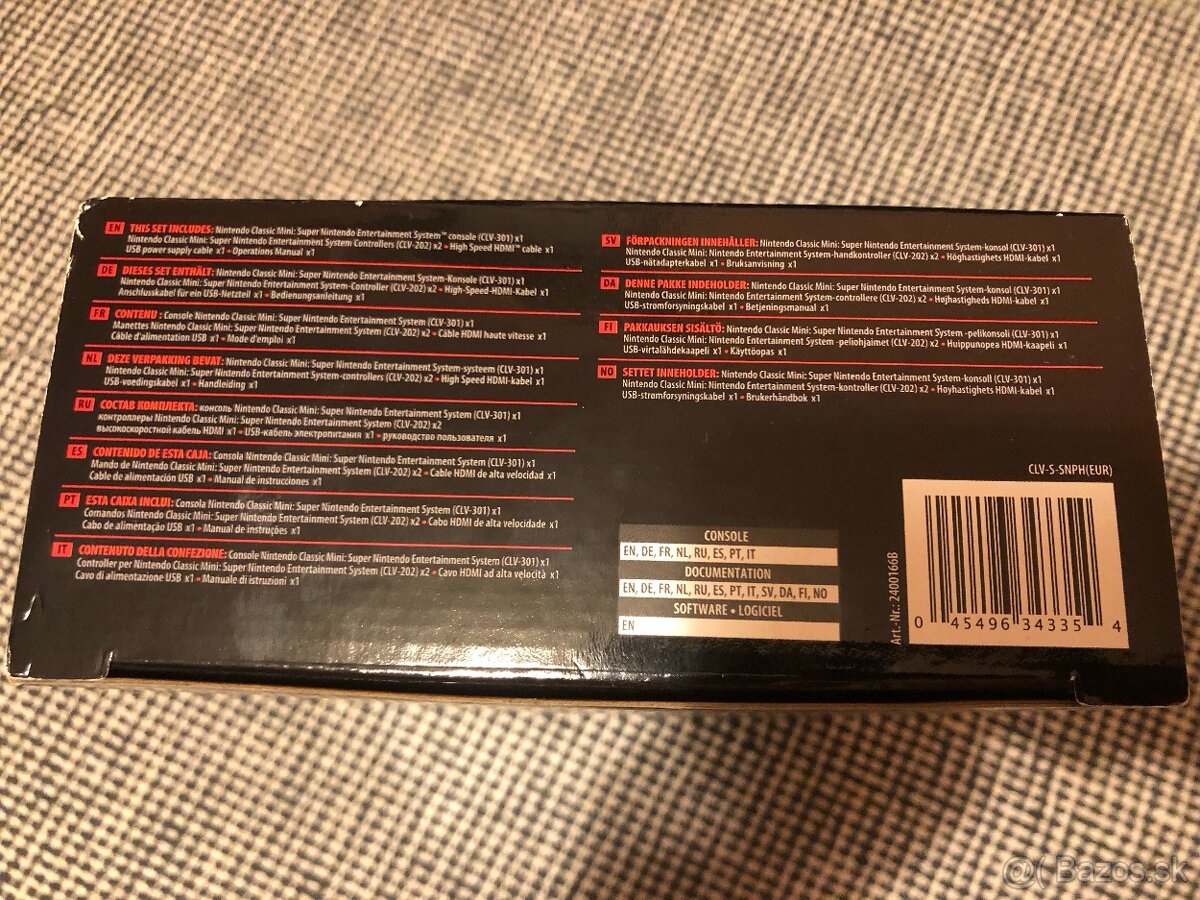 EN THIS SET INCLUDES: Nintendo Classic Mini: Super Nintendo Entertainment System™ console (CLV-301) x1
Nintendo Classic Mini: Super Nintendo Entertainment System Controllers (CLV-202) x2 • High Speed HDMI™ cable x1
USB power supply cable x1 • Operations Manual x1
DE DIESES SET ENTHÄLT: Nintendo Classic Mini: Super Nintendo Entertainment System-Konsole (CLV-301) x1
Nintendo Classic Mini: Super Nintendo Entertainment System-Controller (CLV-202) x2 • High-Speed-HDMI-Kabel x1
Anschlusskabel für ein USB-Netzteil x1 • Bedienungsanleitung x1
FR CONTENU : Console Nintendo Classic Mini: Super Nintendo Entertainment System (CLV-301) x1
Manettes Nintendo Classic Mini: Super Nintendo Entertainment System (CLV-202) x2 • Câble HDMI haute vitesse x1
Câble d'alimentation USB x1 • Mode d'emploi x1
NL DEZE VERPAKKING BEVAT: Nintendo Classic Mini: Super Nintendo Entertainment System-systeem (CLV-301) x1
Nintendo Classic Mini: Super Nintendo Entertainment System-controllers (CLV-202) x2 • High Speed HDMI-kabel x1
USB-voedingskabel x1 • Handleiding x1
RU СОСТАВ КОМПЛЕКТА: консоль Nintendo Classic Mini: Super Nintendo Entertainment System (CLV-301) x1
контроллеры Nintendo Classic Mini: Super Nintendo Entertainment System (CLV-202) x2
высокоскоростной кабель HDMI x1 • USB-кабель электропитания x1 • руководство пользователя x1
ES CONTENIDO DE ESTA CAJA: Consola Nintendo Classic Mini: Super Nintendo Entertainment System (CLV-301) x1
Mando de Nintendo Classic Mini: Super Nintendo Entertainment System (CLV-202) x2 • Cable HDMI de alta velocidad x1
Cable de alimentación USB x1 • Manual de instrucciones x1
PT ESTA CAIXA INCLUI: Consola Nintendo Classic Mini: Super Nintendo Entertainment System (CLV-301) x1
Comandos Nintendo Classic Mini: Super Nintendo Entertainment System (CLV-202) x2 • Cabo HDMI de alta velocidade x1
Cabo de alimentação USB x1 • Manual de instruções x1
IT CONTENUTO DELLA CONFEZIONE: Console Nintendo Classic Mini: Super Nintendo Entertainment System (CLV-301) x1
Controller per Nintendo Classic Mini: Super Nintendo Entertainment System (CLV-202) x2 • Cavo HDMI ad alta velocità x1
Cavo di alimentazione USB x1 • Manuale di istruzioni x1
SV FÖRPACKNINGEN INNEHÅLLER: Nintendo Classic Mini: Super Nintendo Entertainment System-konsol (CLV-301) x1
Nintendo Classic Mini: Super Nintendo Entertainment System-handkontroller (CLV-202) x2 • Höghastighets HDMI-kabel x1
USB-nätadapterkabel x1 • Bruksanvisning x1
DA DENNE PAKKE INDEHOLDER: Nintendo Classic Mini: Super Nintendo Entertainment System-konsol (CLV-301) x1
Nintendo Classic Mini: Super Nintendo Entertainment System-controllere (CLV-202) x2 • Højhastigheds HDMI-kabel x1
USB-strømforsyningskabel x1 • Betjeningsmanual x1
FI PAKKAUKSEN SISÄLTÖ: Nintendo Classic Mini: Super Nintendo Entertainment System -pelikonsoli (CLV-301) x1
Nintendo Classic Mini: Super Nintendo Entertainment System -peliohjaimet (CLV-202) x2 • Huippunopea HDMI-kaapeli x1
USB-virtalähdekaapeli x1 • Käyttöopas x1
NO SETTET INNEHOLDER: Nintendo Classic Mini: Super Nintendo Entertainment System-konsoll (CLV-301) x1
Nintendo Classic Mini: Super Nintendo Entertainment System-kontroller (CLV-202) x2 • Høyhastighets HDMI-kabel x1
USB-strømforsyningskabel x1 • Brukerhåndbok x1
CLV-S-SNPH(EUR)
CONSOLE
EN, DE, FR, NL, RU, ES, PT, IT
DOCUMENTATION
EN, DE, FR, NL, RU, ES, PT, IT, SV, DA, FI, NO
SOFTWARE • LOGICIEL
EN
Art.-Nr.: 2400166B
0 45496 34335 4
@( Bazos.sk